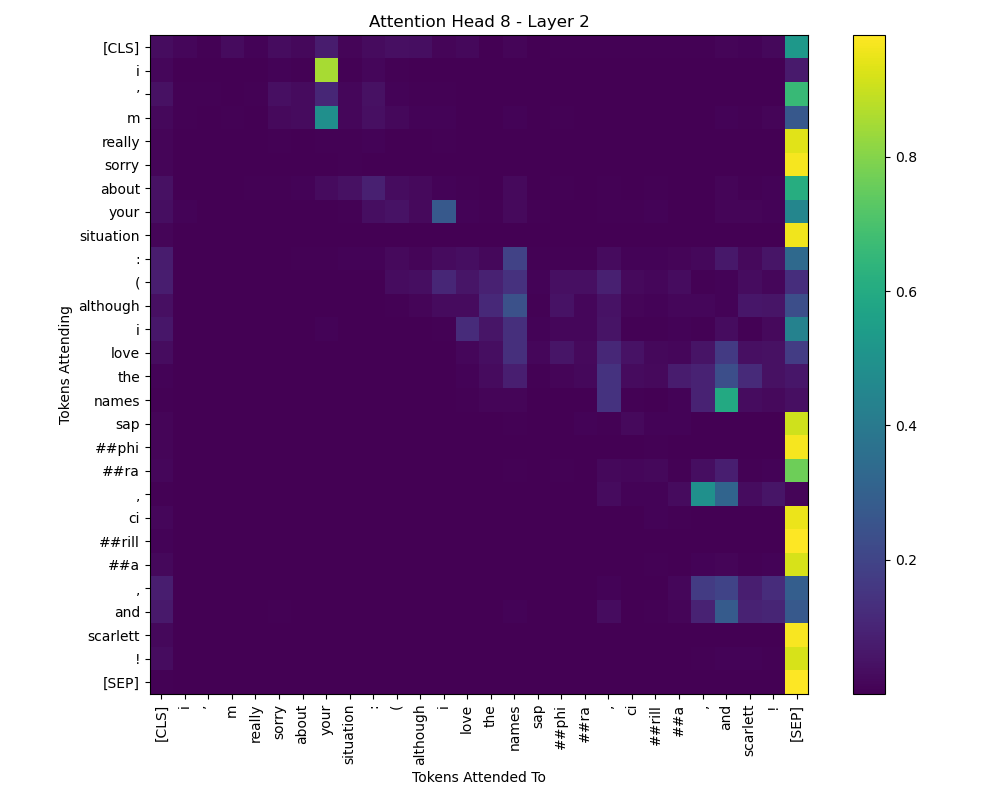 Attention Head 8 - Layer 2
Tokens Attending
[CLS]
i
’
m
really
sorry
about
your
situation
:
(
although
i
love
the
names
sap
##phi
##ra
,
ci
##rill
##a
,
and
scarlett
!
[SEP]
[CLS]
i
’
m
really
sorry
about
your
situation
:
(
although
i
love
the
names
sap
##phi
##ra
,
ci
##rill
##a
,
and
scarlett
!
[SEP]
Tokens Attended To
0.8
0.6
0.4
0.2